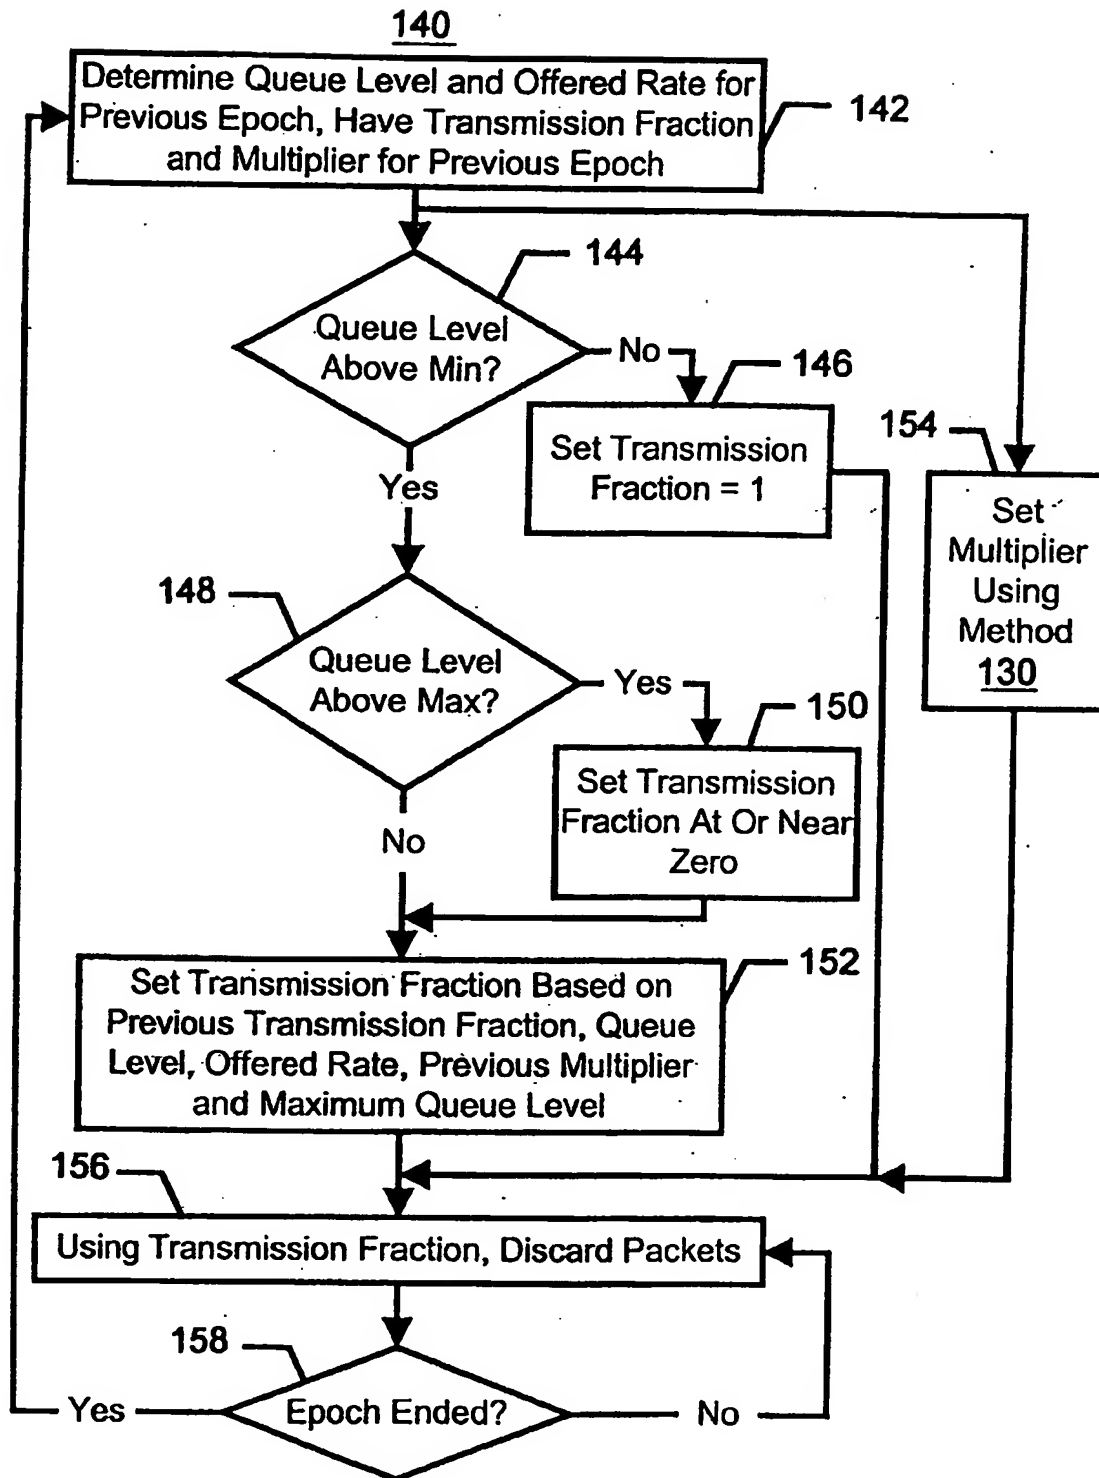 140
Determine Queue Level and Offered Rate for
Previous Epoch, Have Transmission Fraction
and Multiplier for Previous Epoch
142
144
Queue Level
Above Min?
No
146
Set Transmission
Fraction = 1
154
Set
Multiplier
Using
Method
130
Yes
148
Queue Level
Above Max?
Yes
150
Set Transmission
Fraction At Or Near
Zero
No
152
Set Transmission Fraction Based on
Previous Transmission Fraction, Queue
Level, Offered Rate, Previous Multiplier
and Maximum Queue Level
156
Using Transmission Fraction, Discard Packets
158
Epoch Ended?
Yes
No